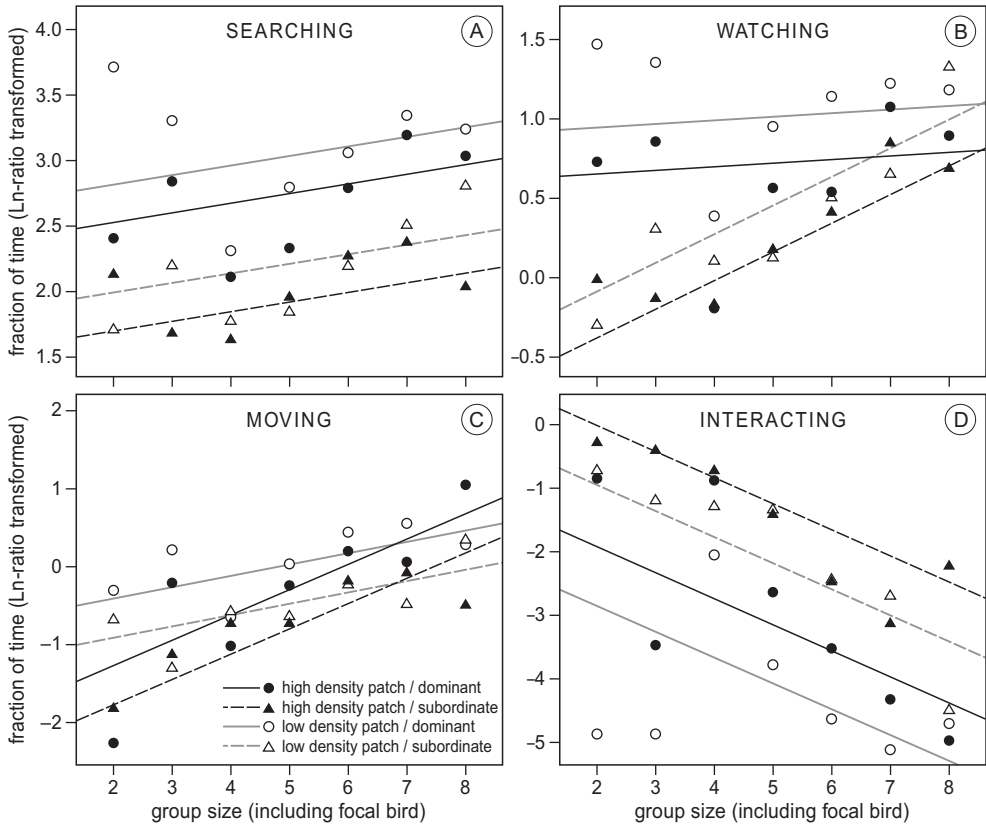 SEARCHING
A
4.0
3.5
3.0
2.5
2.0
1.5
fraction of time (Ln-ratio transformed)
WATCHING
B
1.5
1.0
0.5
0.0
–0.5
MOVING
C
2
1
0
–1
–2
fraction of time (Ln-ratio transformed)
high density patch / dominant
high density patch / subordinate
low density patch / dominant
low density patch / subordinate
2 3 4 5 6 7 8
group size (including focal bird)
INTERACTING
D
0
–1
–2
–3
–4
–5
2 3 4 5 6 7 8
group size (including focal bird)